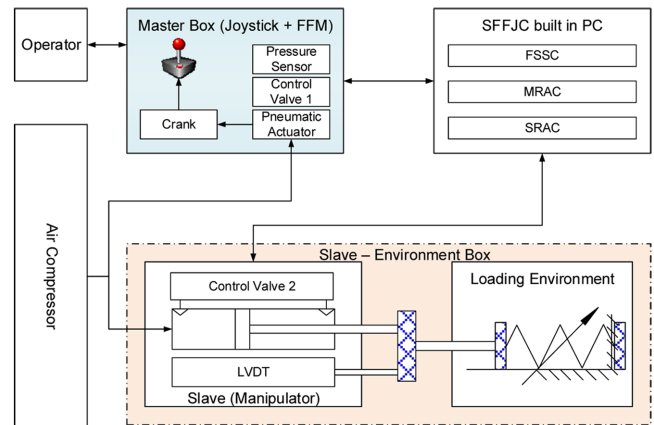 Operator
Master Box (Joystick + FFM)
Pressure
Sensor
Control
Valve 1
Pneumatic
Actuator
Crank
SFFJC built in PC
FSSC
MRAC
SRAC
Air Compressor
Slave – Environment Box
Control Valve 2
LVDT
Slave (Manipulator)
Loading Environment